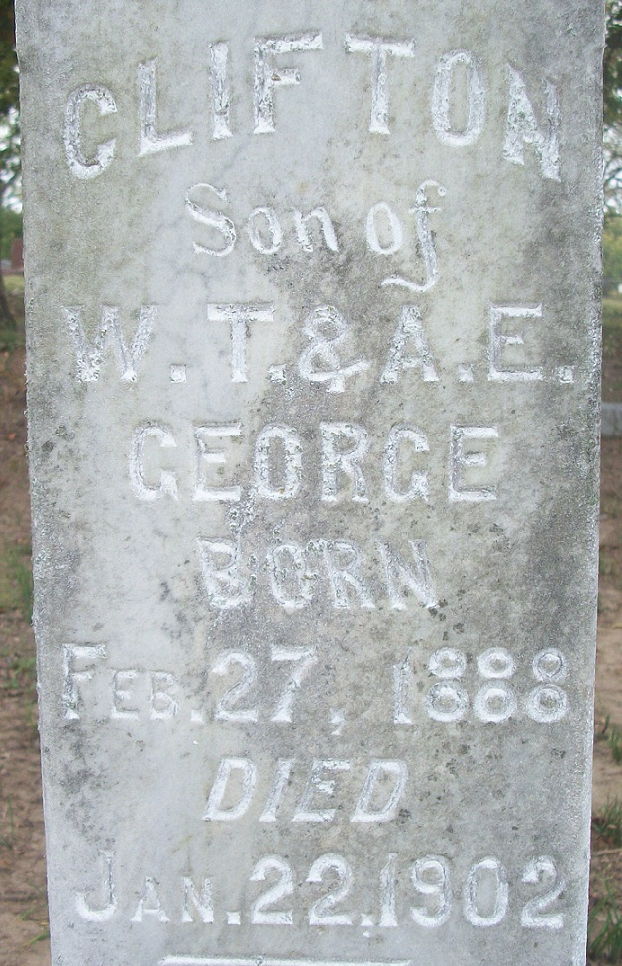 CLIFTON
Son of
W.T. & A.E.
GEORGE
BORN
FEB. 27, 1888
DIED
JAN. 22, 1902